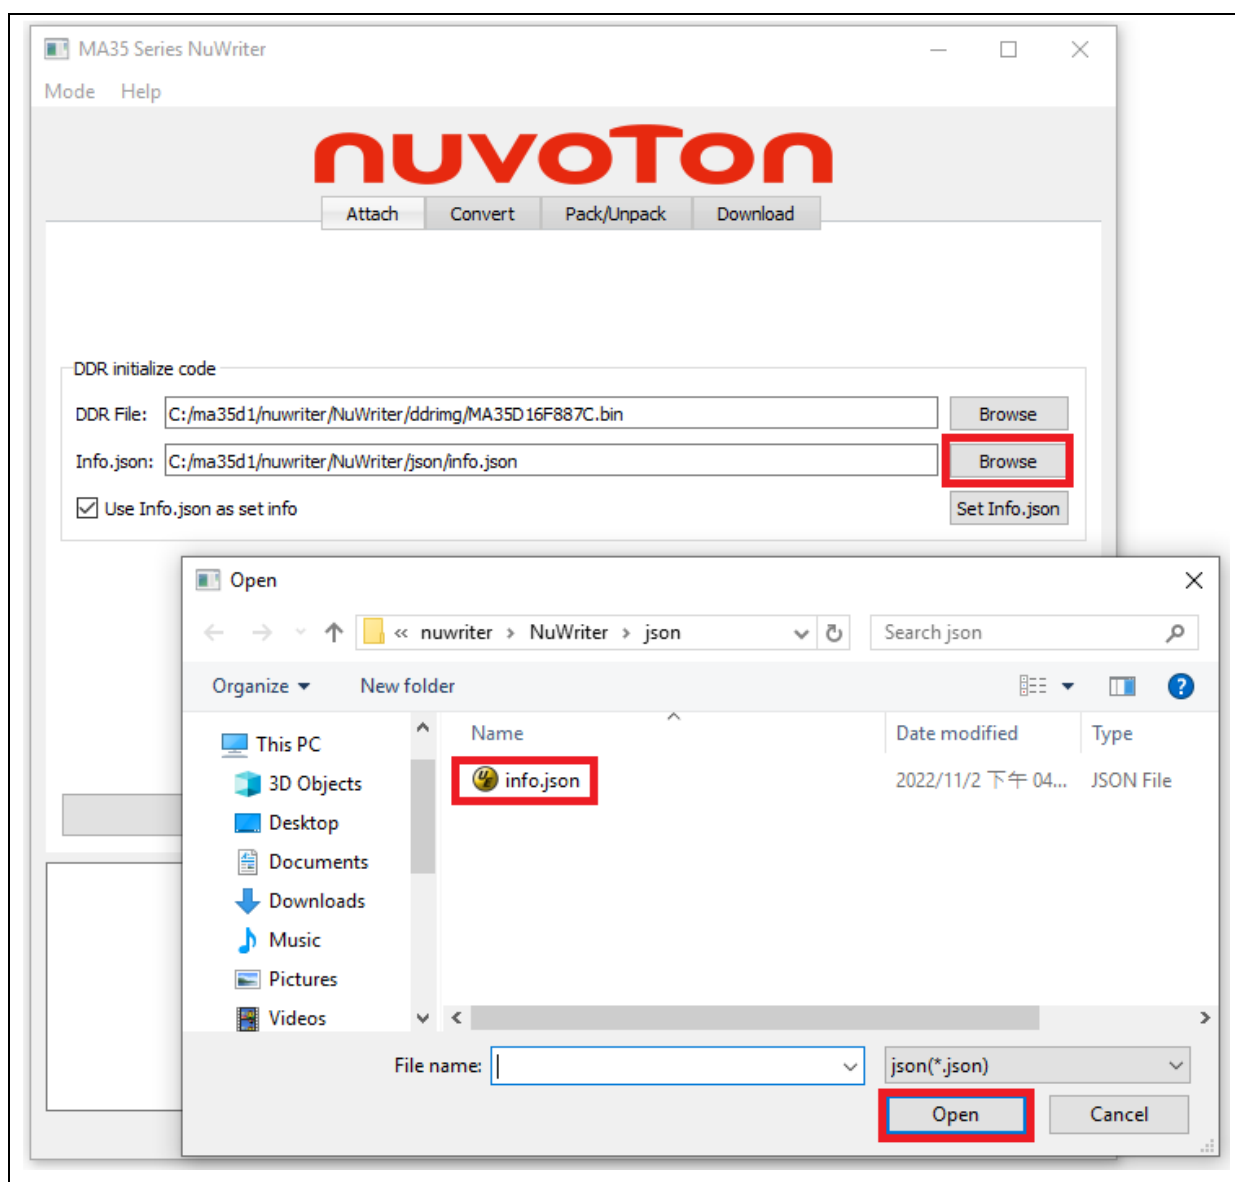 MA35 Series NuWriter
Mode Help
nuvoTon
Attach Convert Pack/Unpack Download
DDR initialize code
DDR File: C:/ma35d1/nuwriter/NuWriter/ddrimg/MA35D16F887C.bin Browse
Info.json: C:/ma35d1/nuwriter/NuWriter/json/info.json Browse
Use Info.json as set info Set Info.json
Open
« nuwriter > NuWriter > json Search json
Organize New folder
Name Date modified Type
This PC
info.json 2022/11/2 下午 04... JSON File
3D Objects
Desktop
Documents
Downloads
Music
Pictures
Videos
File name: json(*.json)
Open Cancel